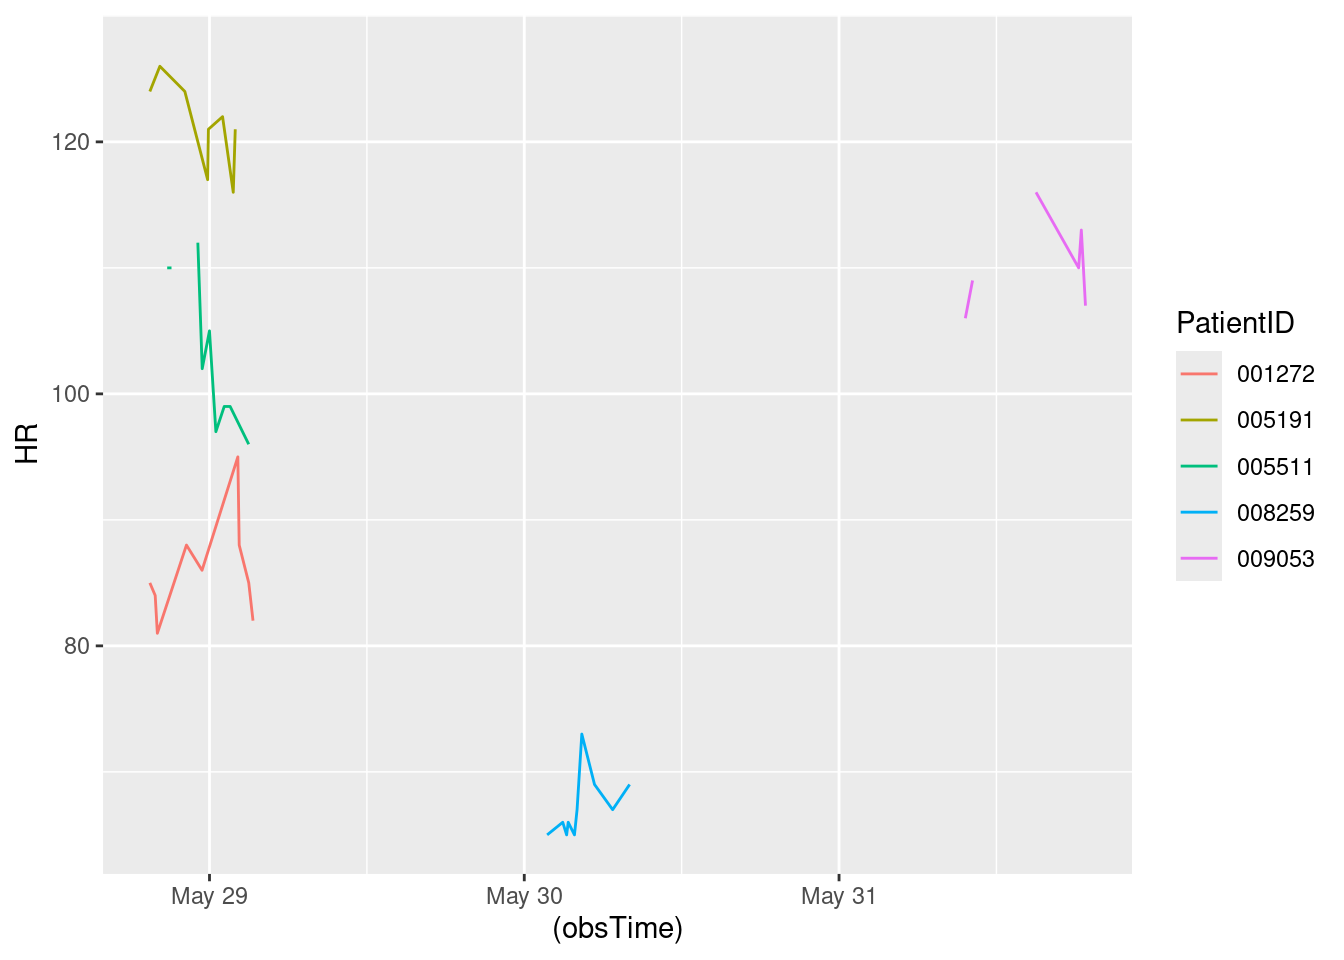 120
100
80
HR
May 29
May 30
May 31
(obsTime)
PatientID
001272
005191
005511
008259
009053